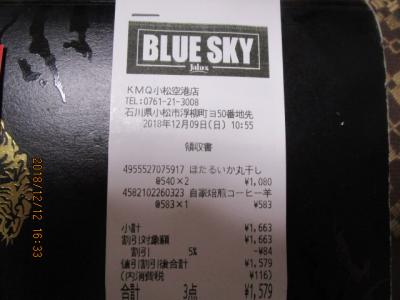 BLUE SKY
Jalux
KMQ小松空港店
TEL:0761-21-3008
石川県小松市浮柳町ヨ50番地先
2018年12月09日(日) 10:55
領収書
4955527075917 ほたるいか丸干し
@540×2 ¥1,080
4582102260323 自家焙煎コーヒー羊
@583×1 ¥583
小計 ¥1,663
割引対象額 ¥1,663
割引 5% -¥84
値引割引後合計 ¥1,579
(内消費税 ¥116)
合計 3点 ¥1,579
2018/12/12 16:33